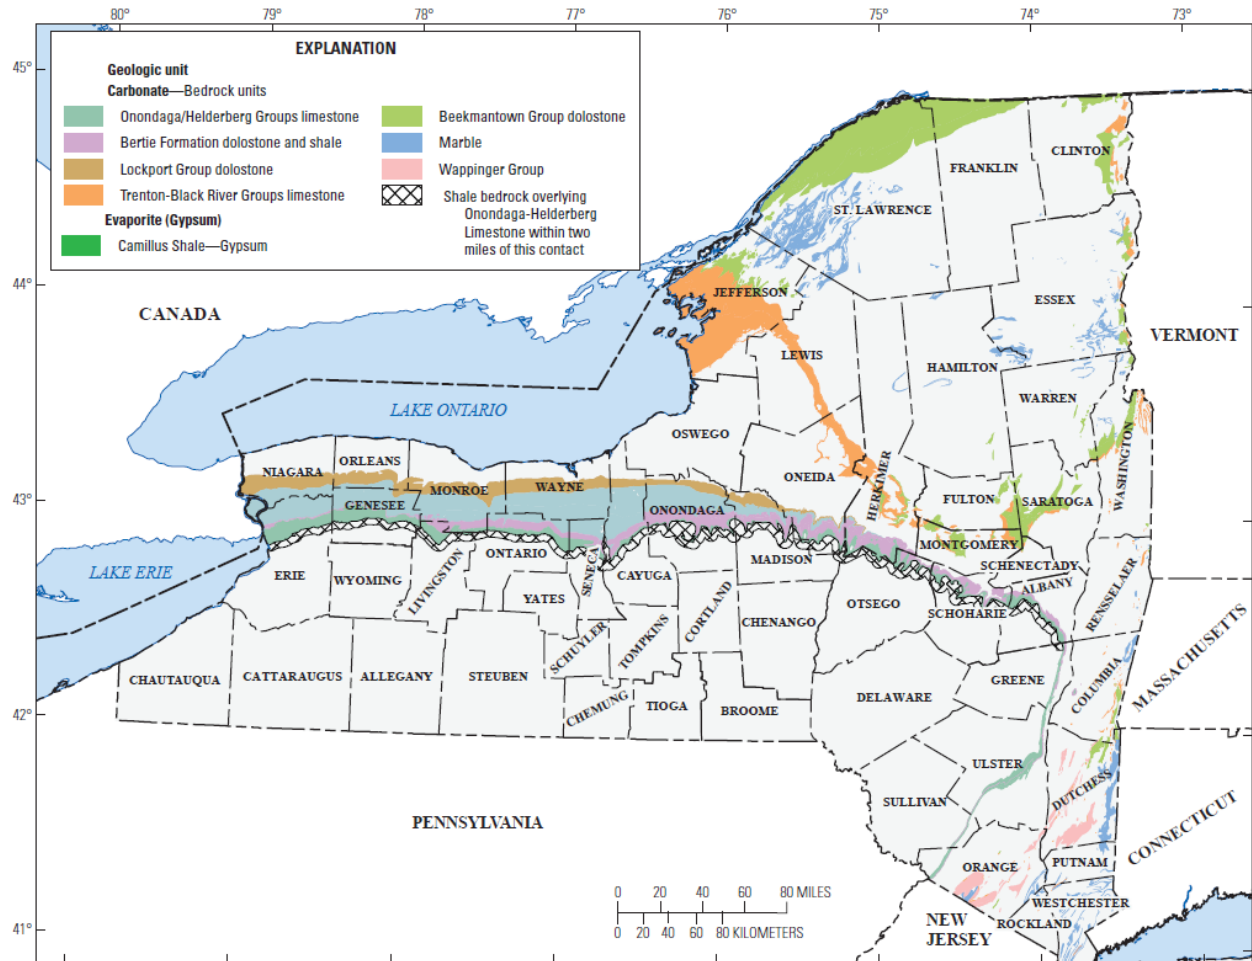 80° 79° 78° 77° 76° 75° 74° 73°
45°
44°
43°
42°
41°
EXPLANATION
Geologic unit
Carbonate—Bedrock units
Onondaga/Helderberg Groups limestone
Bertie Formation dolostone and shale
Lockport Group dolostone
Trenton-Black River Groups limestone
Evaporite (Gypsum)
Camillus Shale—Gypsum
Beekmantown Group dolostone
Marble
Wappinger Group
Shale bedrock overlying
Onondaga-Helderberg
Limestone within two
miles of this contact
CANADA
LAKE ONTARIO
LAKE ERIE
VERMONT
MASSACHUSETTS
CONNECTICUT
PENNSYLVANIA
NEW
JERSEY
CLINTON
FRANKLIN
ST. LAWRENCE
JEFFERSON
ESSEX
LEWIS
HAMILTON
WARREN
OSWEGO
WASHINGTON
NIAGARA
ORLEANS
MONROE
WAYNE
ONEIDA
HERKIMER
FULTON
SARATOGA
GENESEE
ONONDAGA
MONTGOMERY
ERIE
WYOMING
LIVINGSTON
ONTARIO
SENECA
CAYUGA
MADISON
SCHENECTADY
ALBANY
RENSSELAER
YATES
CORTLAND
OTSEGO
SCHOHARIE
SCHUYLER
TOMPKINS
CHENANGO
CHAUTAUQUA
CATTARAUGUS
ALLEGANY
STEUBEN
CHEMUNG
TIOGA
BROOME
DELAWARE
GREENE
COLUMBIA
ULSTER
DUTCHESS
SULLIVAN
ORANGE
PUTNAM
WESTCHESTER
ROCKLAND
0 20 40 60 80 MILES
0 20 40 60 80 KILOMETERS